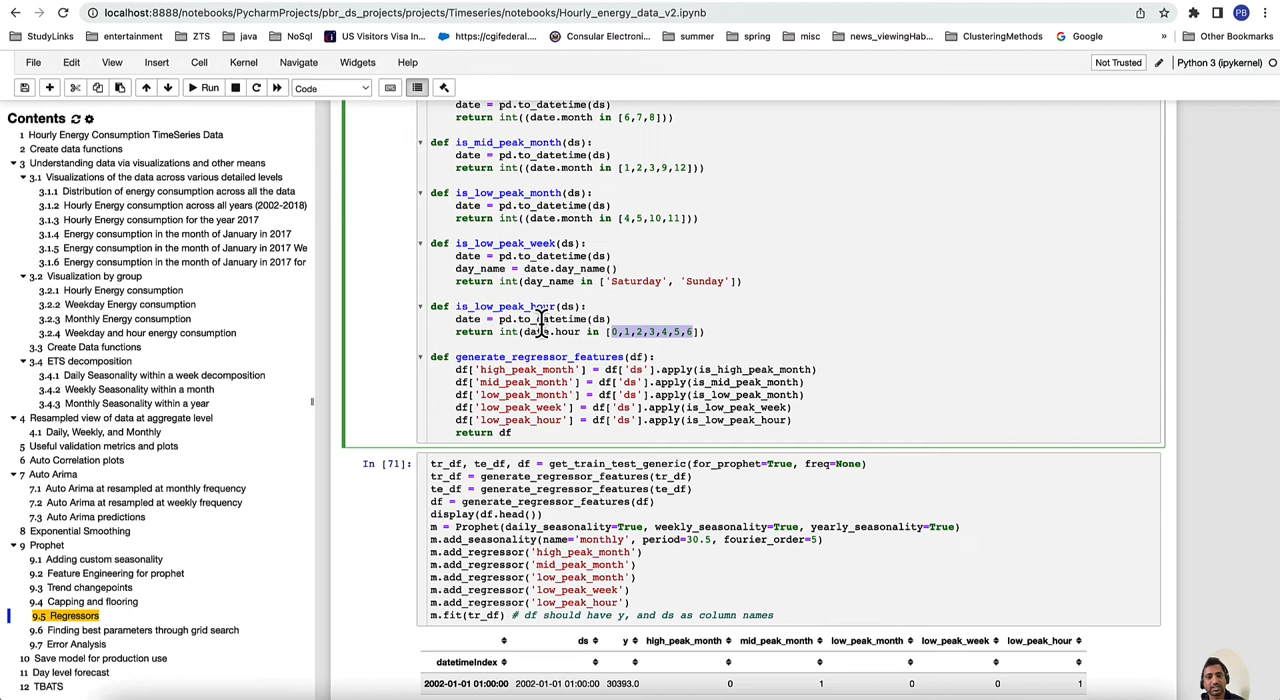 localhost:8888/notebooks/PycharmProjects/pbr_ds_projects/projects/Timeseries/notebooks/Hourly_energy_data_v2.ipynb
PB
StudyLinks entertainment ZTS java NoSql US Visitors Visa In... https://cgifederal.... Consular Electroni... summer spring misc news_viewingHab... ClusteringMethods Google » Other Bookmarks
File Edit View Insert Cell Kernel Navigate Widgets Help Not Trusted Python 3 (ipykernel)
Run Code
Contents
1 Hourly Energy Consumption TimeSeries Data
2 Create data functions
3 Understanding data via visualizations and other means
3.1 Visualizations of the data across various detailed levels
3.1.1 Distribution of energy consumption across all the data
3.1.2 Hourly Energy consumption across all years (2002-2018)
3.1.3 Hourly Energy consumption for the year 2017
3.1.4 Energy consumption in the month of January in 2017
3.1.5 Energy consumption in the month of January in 2017 We
3.1.6 Energy consumption in the month of January in 2017 for
3.2 Visualization by group
3.2.1 Hourly Energy consumption
3.2.2 Weekday Energy consumption
3.2.3 Monthly Energy consumption
3.2.4 Weekday and hour energy consumption
3.3 Create Data functions
3.4 ETS decomposition
3.4.1 Daily Seasonality within a week decomposition
3.4.2 Weekly Seasonality within a month
3.4.3 Monthly Seasonality within a year
4 Resampled view of data at aggregate level
4.1 Daily, Weekly, and Monthly
5 Useful validation metrics and plots
6 Auto Correlation plots
7 Auto Arima
7.1 Auto Arima at resampled at monthly frequency
7.2 Auto Arima at resampled at weekly frequency
7.3 Auto Arima predictions
8 Exponential Smoothing
9 Prophet
9.1 Adding custom seasonality
9.2 Feature Engineering for prophet
9.3 Trend changepoints
9.4 Capping and flooring
9.5 Regressors
9.6 Finding best parameters through grid search
9.7 Error Analysis
10 Save model for production use
11 Day level forecast
12 TBATS
date = pd.to_datetime(ds)
return int((date.month in [6,7,8]))
def is_mid_peak_month(ds):
date = pd.to_datetime(ds)
return int((date.month in [1,2,3,9,12]))
def is_low_peak_month(ds):
date = pd.to_datetime(ds)
return int((date.month in [4,5,10,11]))
def is_low_peak_week(ds):
date = pd.to_datetime(ds)
day_name = date.day_name()
return int(day_name in ['Saturday', 'Sunday'])
def is_low_peak_hour(ds):
date = pd.to_datetime(ds)
return int(date.hour in [0,1,2,3,4,5,6])
def generate_regressor_features(df):
df['high_peak_month'] = df['ds'].apply(is_high_peak_month)
df['mid_peak_month'] = df['ds'].apply(is_mid_peak_month)
df['low_peak_month'] = df['ds'].apply(is_low_peak_month)
df['low_peak_week'] = df['ds'].apply(is_low_peak_week)
df['low_peak_hour'] = df['ds'].apply(is_low_peak_hour)
return df
In [71]:
tr_df, te_df, df = get_train_test_generic(for_prophet=True, freq=None)
tr_df = generate_regressor_features(tr_df)
te_df = generate_regressor_features(te_df)
df = generate_regressor_features(df)
display(df.head())
m = Prophet(daily_seasonality=True, weekly_seasonality=True, yearly_seasonality=True)
m.add_seasonality(name='monthly', period=30.5, fourier_order=5)
m.add_regressor('high_peak_month')
m.add_regressor('mid_peak_month')
m.add_regressor('low_peak_month')
m.add_regressor('low_peak_week')
m.add_regressor('low_peak_hour')
m.fit(tr_df) # df should have y, and ds as column names
ds y high_peak_month mid_peak_month low_peak_month low_peak_week low_peak_hour
datetimeIndex
2002-01-01 01:00:00 2002-01-01 01:00:00 30393.0 0 1 0 0 1